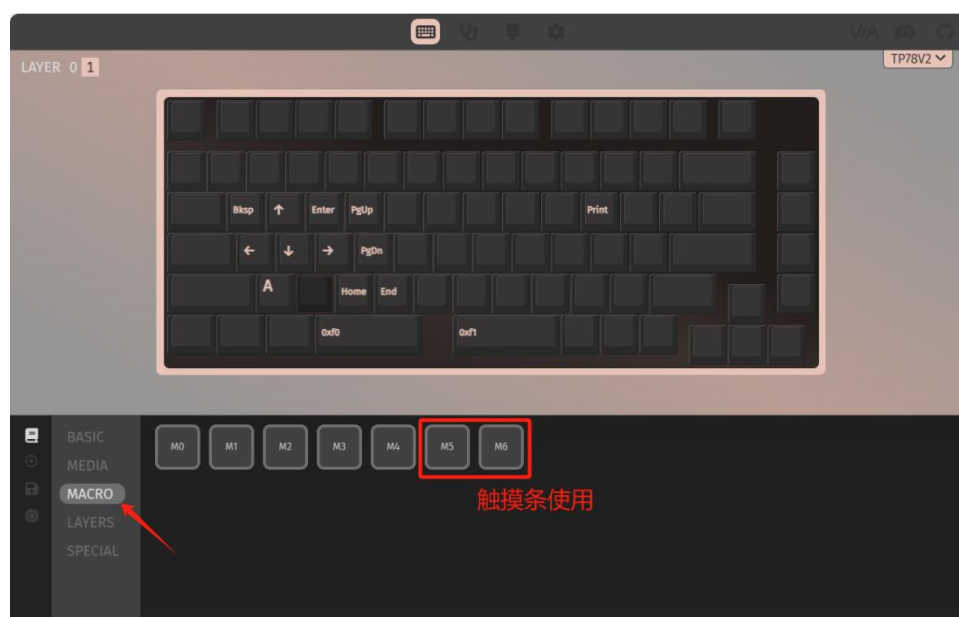 VIA
LAYER 0 1
TP78V2
Bksp ↑ Enter PgUp Print
← ↓ → PgDn
A Home End
0xf0 0xf1
BASIC
MEDIA
MACRO
LAYERS
SPECIAL
M0 M1 M2 M3 M4 M5 M6
触摸条使用